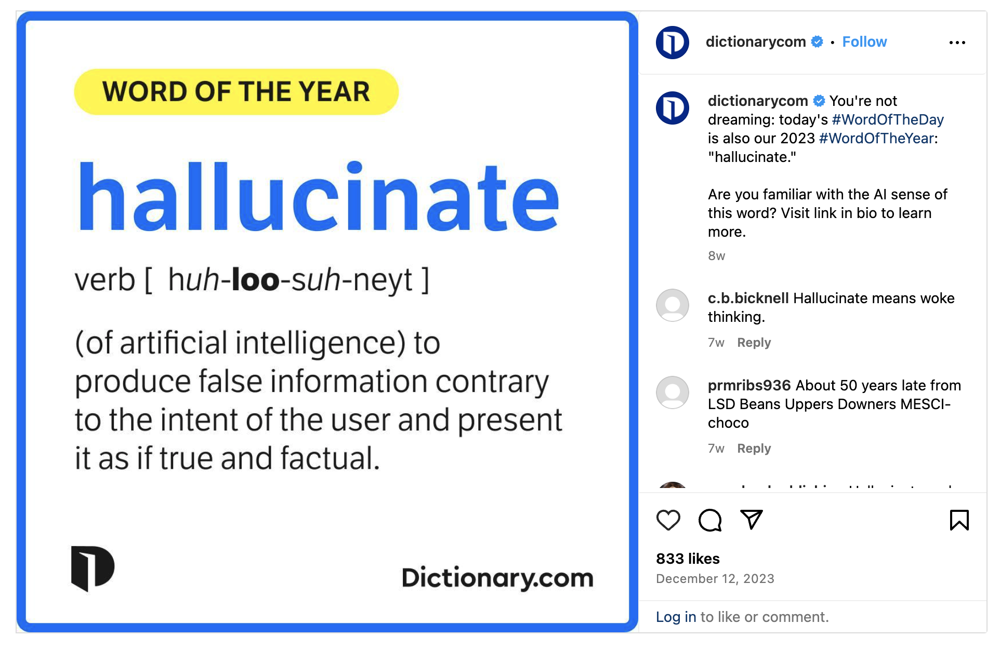 WORD OF THE YEAR
hallucinate
verb [ huh-loo-suh-neyt ]
(of artificial intelligence) to
produce false information contrary
to the intent of the user and present
it as if true and factual.
Dictionary.com
dictionarycom • Follow
dictionarycom You're not
dreaming: today's #WordOfTheDay
is also our 2023 #WordOfTheYear:
"hallucinate."
Are you familiar with the AI sense of
this word? Visit link in bio to learn
more.
8w
c.b.bicknell Hallucinate means woke
thinking.
7w Reply
prmribs936 About 50 years late from
LSD Beans Uppers Downers MESCI-
choco
7w Reply
833 likes
December 12, 2023
Log in to like or comment.